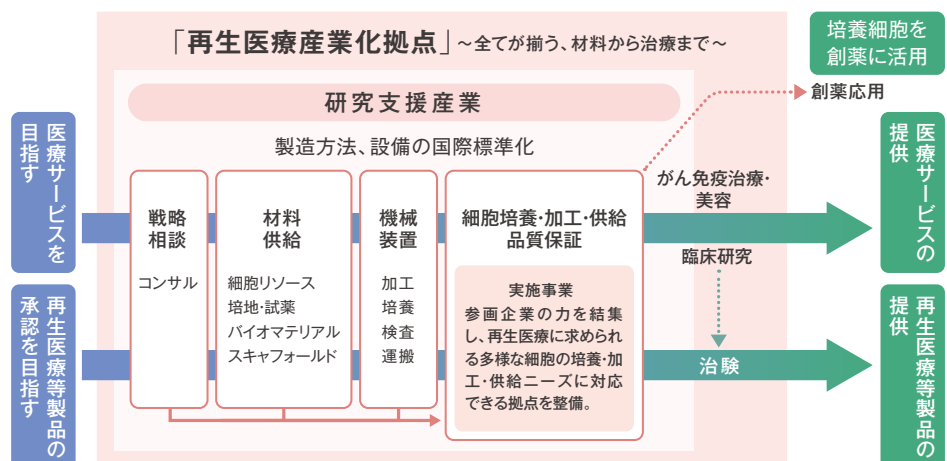 「再生医療産業化拠点」～全てが揃う、材料から治療まで～
培養細胞を
創薬に活用
研究支援産業
創薬応用
製造方法、設備の国際標準化
医療サービスを
目指す
再生医療等製品の
承認を目指す
戦略
相談
コンサル
材料
供給
細胞リソース
培地・試薬
バイオマテリアル
スキャフォールド
機械
装置
加工
培養
検査
運搬
細胞培養・加工・供給
品質保証
実施事業
参画企業の力を結集
し、再生医療に求めら
れる多様な細胞の培養・加
工・供給ニーズに対応
できる拠点を整備。
がん免疫治療・
美容
臨床研究
治験
医療サービスの
提供
再生医療等製品の
提供